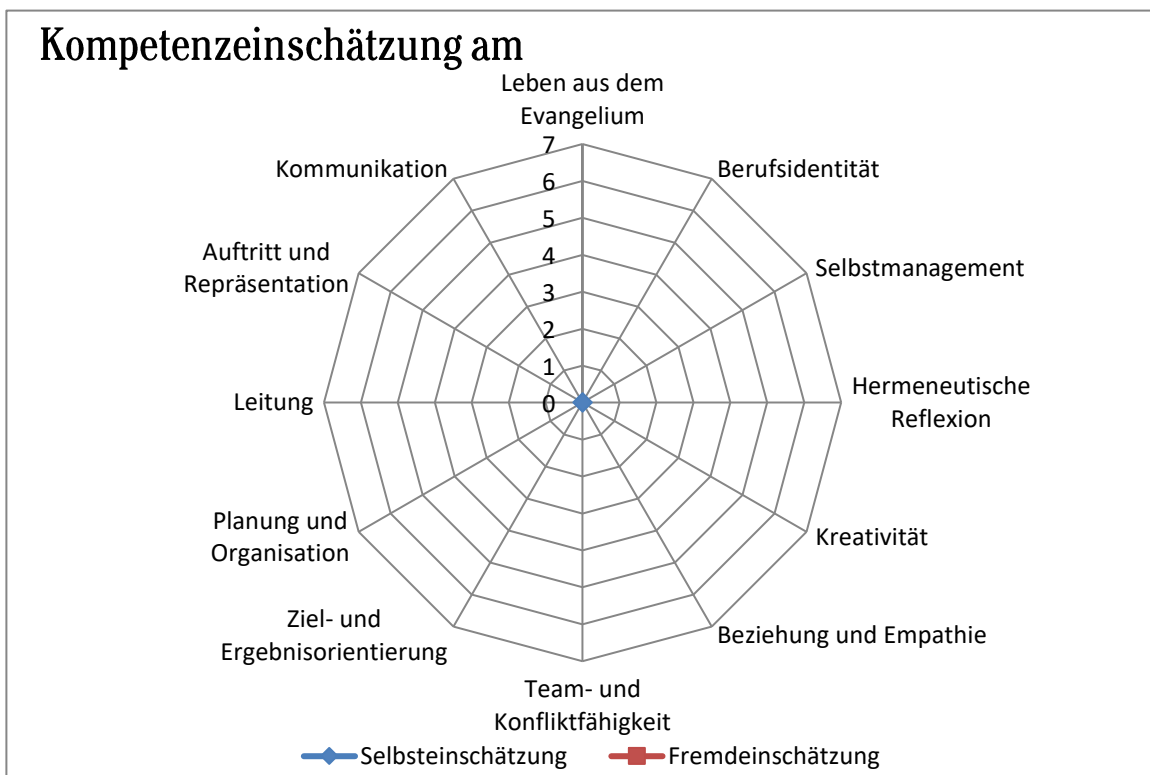 Kompetenzeinschätzung am
Leben aus dem
Evangelium
Berufsidentität
Selbstmanagement
Hermeneutische
Reflexion
Kreativität
Beziehung und Empathie
Team- und
Konfliktfähigkeit
Ziel- und
Ergebnisorientierung
Planung und
Organisation
Leitung
Auftritt und
Repräsentation
Kommunikation
7
6
5
4
3
2
1
0
Selbsteinschätzung
Fremdeinschätzung